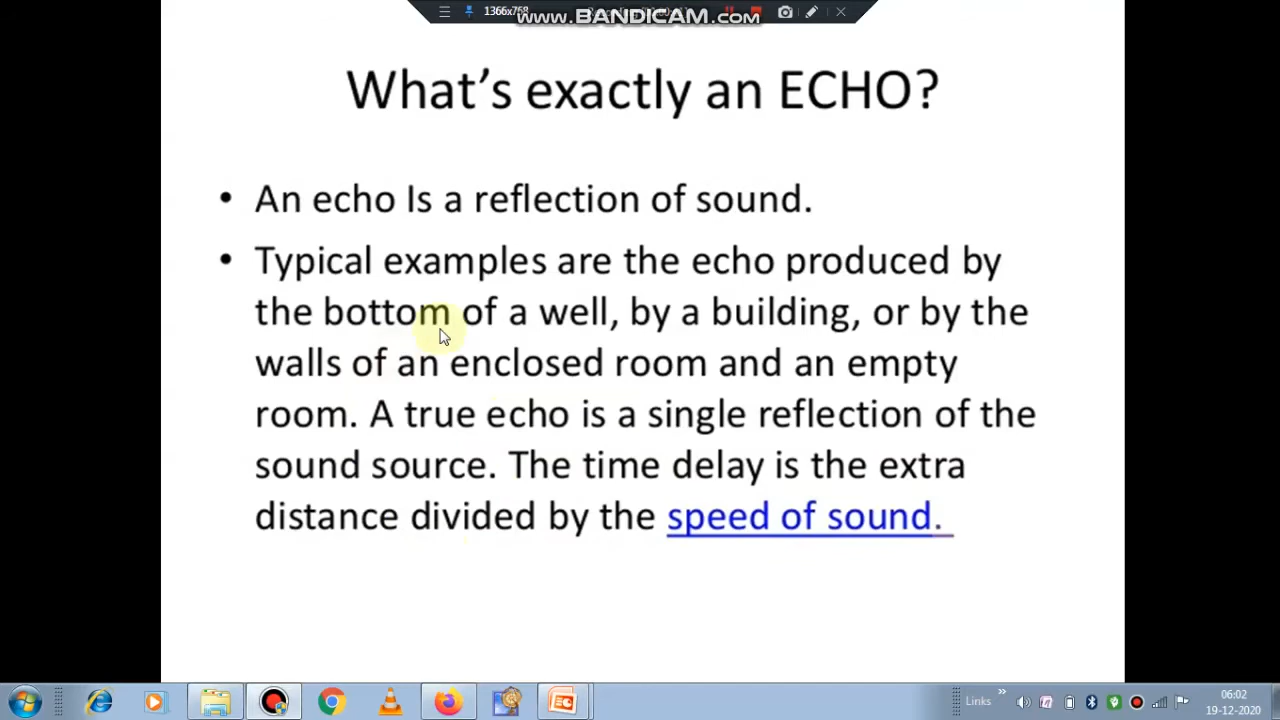 1366x768
www.BANDICAM.com
What's exactly an ECHO?
• An echo Is a reflection of sound.
• Typical examples are the echo produced by
the bottom of a well, by a building, or by the
walls of an enclosed room and an empty
room. A true echo is a single reflection of the
sound source. The time delay is the extra
distance divided by the speed of sound.
Links
06:02
19-12-2020